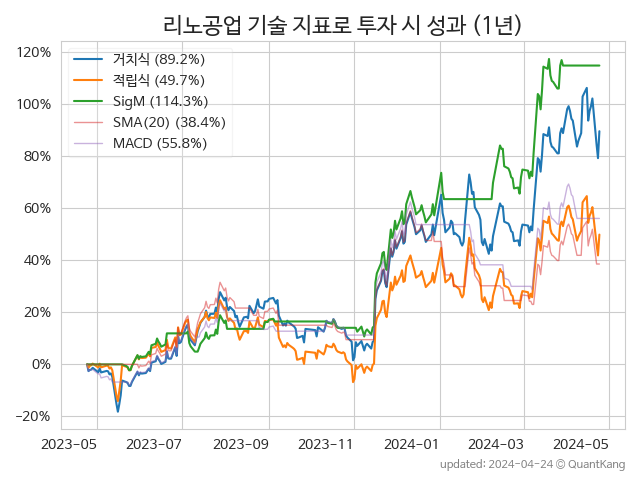 리노공업 기술 지표로 투자 시 성과 (1년)
120%
100%
80%
60%
40%
20%
0%
−20%
거치식 (89.2%)
적립식 (49.7%)
SigM (114.3%)
SMA(20) (38.4%)
MACD (55.8%)
2023−05 2023−07 2023−09 2023−11 2024−01 2024−03 2024−05
updated: 2024-04-24 © QuantKang